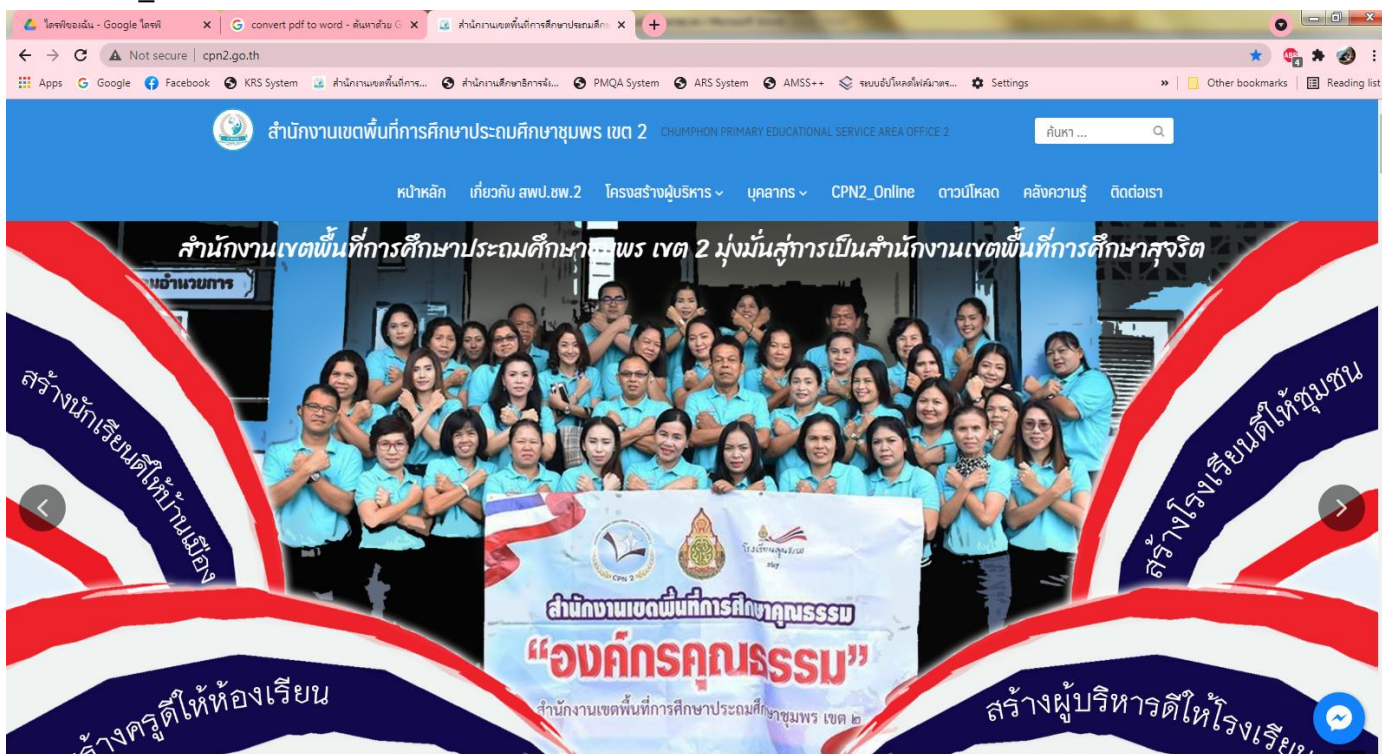 ไดรฟ์ของฉัน - Google ไดรฟ์
convert pdf to word - ค้นหาด้วย G
สำนักงานเขตพื้นที่การศึกษาประถมศึกษ
Not secure | cpn2.go.th
Apps Google Facebook KRS System สำนักงานเขตพื้นที่การ... สำนักงานศึกษาธิการจั... PMQA System ARS System AMSS++ ระบบอัปโหลดไฟล์มาตร... Settings » Other bookmarks Reading list
สำนักงานเขตพื้นที่การศึกษาประถมศึกษาชุมพร เขต 2 CHUMPHON PRIMARY EDUCATIONAL SERVICE AREA OFFICE 2 ค้นหา ...
หน้าหลัก เกี่ยวกับ สพป.ชพ.2 โครงสร้างผู้บริหาร บุคลากร CPN2_Online ดาวน์โหลด คลังความรู้ ติดต่อเรา
สำนักงานเขตพื้นที่การศึกษาประถมศึกษาชุมพร เขต 2 มุ่งมั่นสู่การเป็นสำนักงานเขตพื้นที่การศึกษาสุจริต
สร้างนักเรียนดีให้บ้านเมือง
สร้างโรงเรียนดีให้ชุมชน
CPN 2
สำนักงานเขตพื้นที่การศึกษาคุณธรรม
“องค์กรคุณธรรม”
สำนักงานเขตพื้นที่การศึกษาประถมศึกษาชุมพร เขต ๒
สร้างครูดีให้ห้องเรียน
สร้างผู้บริหารดีให้โรงเรียน